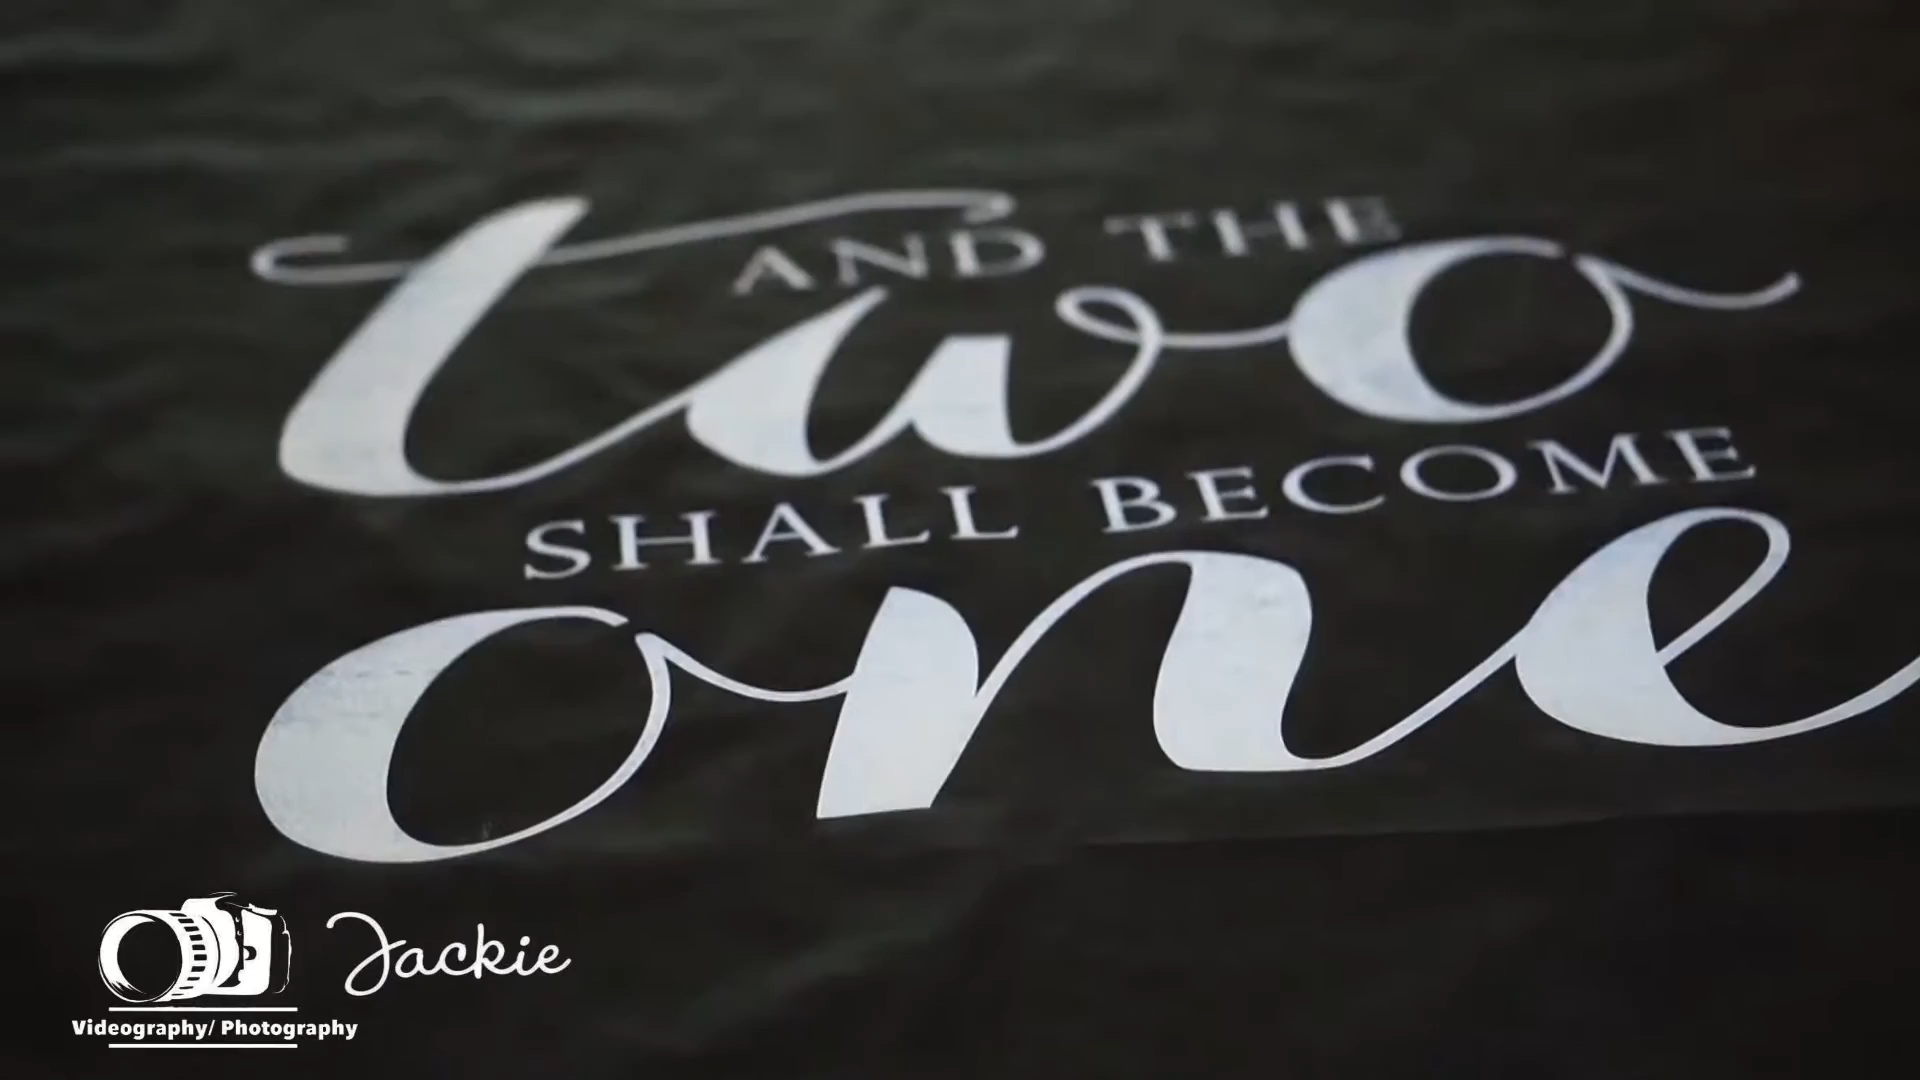 AND THE
two
SHALL BECOME
one
Jackie
Videography/ Photography